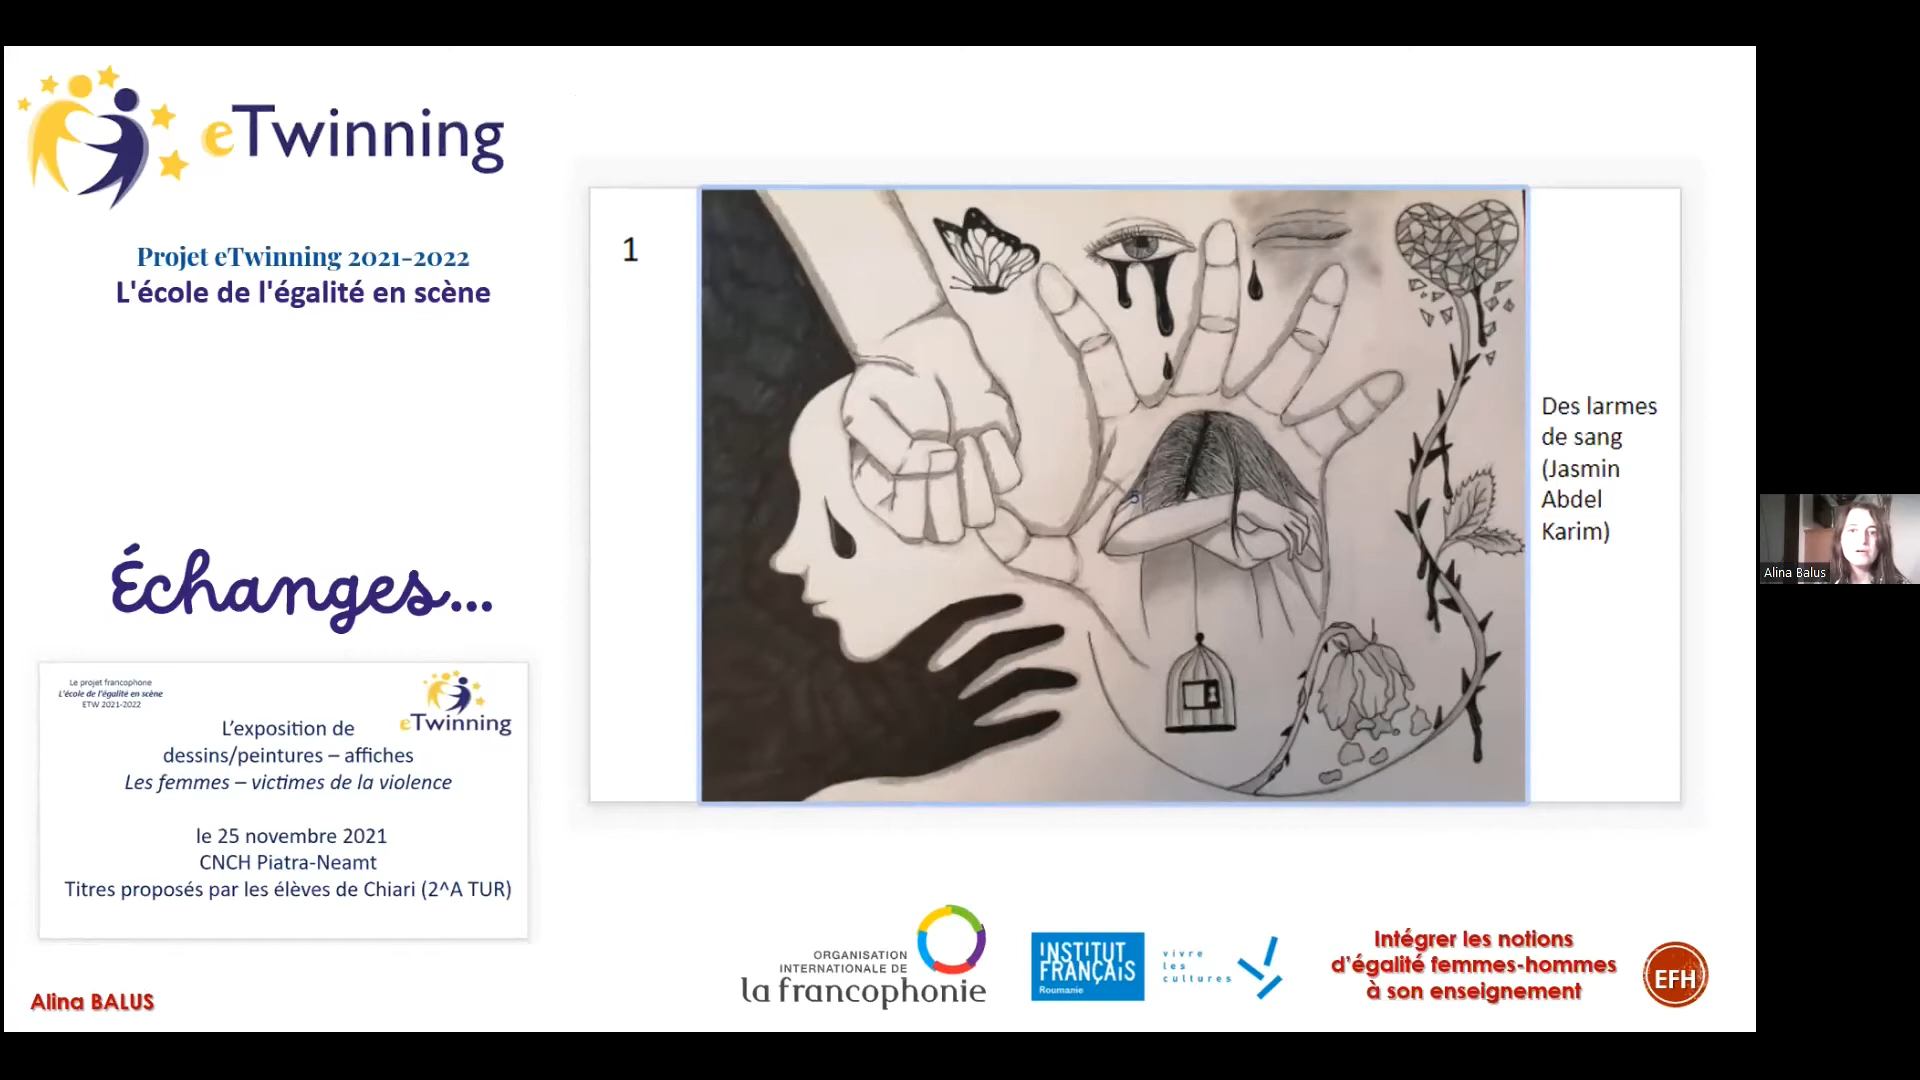 eTwinning
Projet eTwinning 2021-2022
L'école de l'égalité en scène
Échanges...
Le projet francophone
L'école de l'égalité en scène
ETW 2021-2022
eTwinning
L'exposition de
dessins/peintures – affiches
Les femmes – victimes de la violence
le 25 novembre 2021
CNCH Piatra-Neamt
Titres proposés par les élèves de Chiari (2^A TUR)
Alina BALUS
1
Des larmes
de sang
(Jasmin
Abdel
Karim)
ORGANISATION
INTERNATIONALE DE
la francophonie
INSTITUT
FRANÇAIS
Roumanie
vivre
les
cultures
Intégrer les notions
d'égalité femmes-hommes
à son enseignement
EFH
Alina Balus